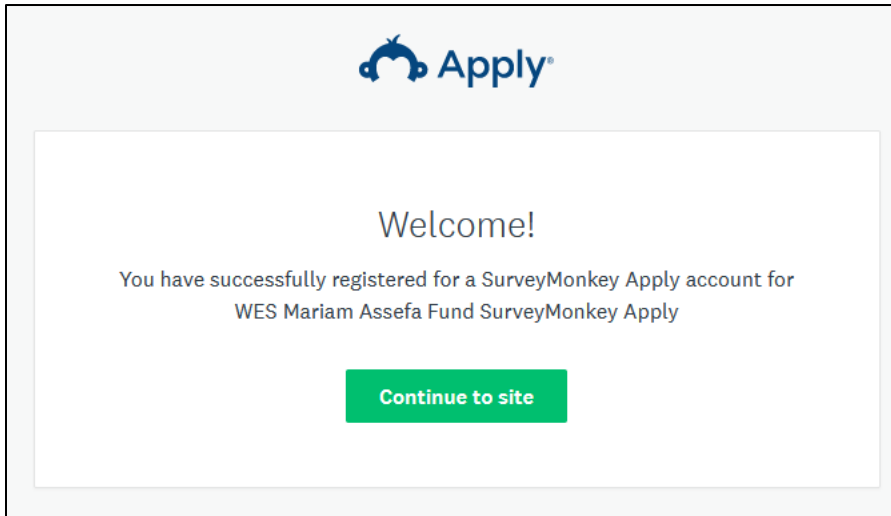 Apply®
Welcome!
You have successfully registered for a SurveyMonkey Apply account for
WES Mariam Assefa Fund SurveyMonkey Apply
Continue to site